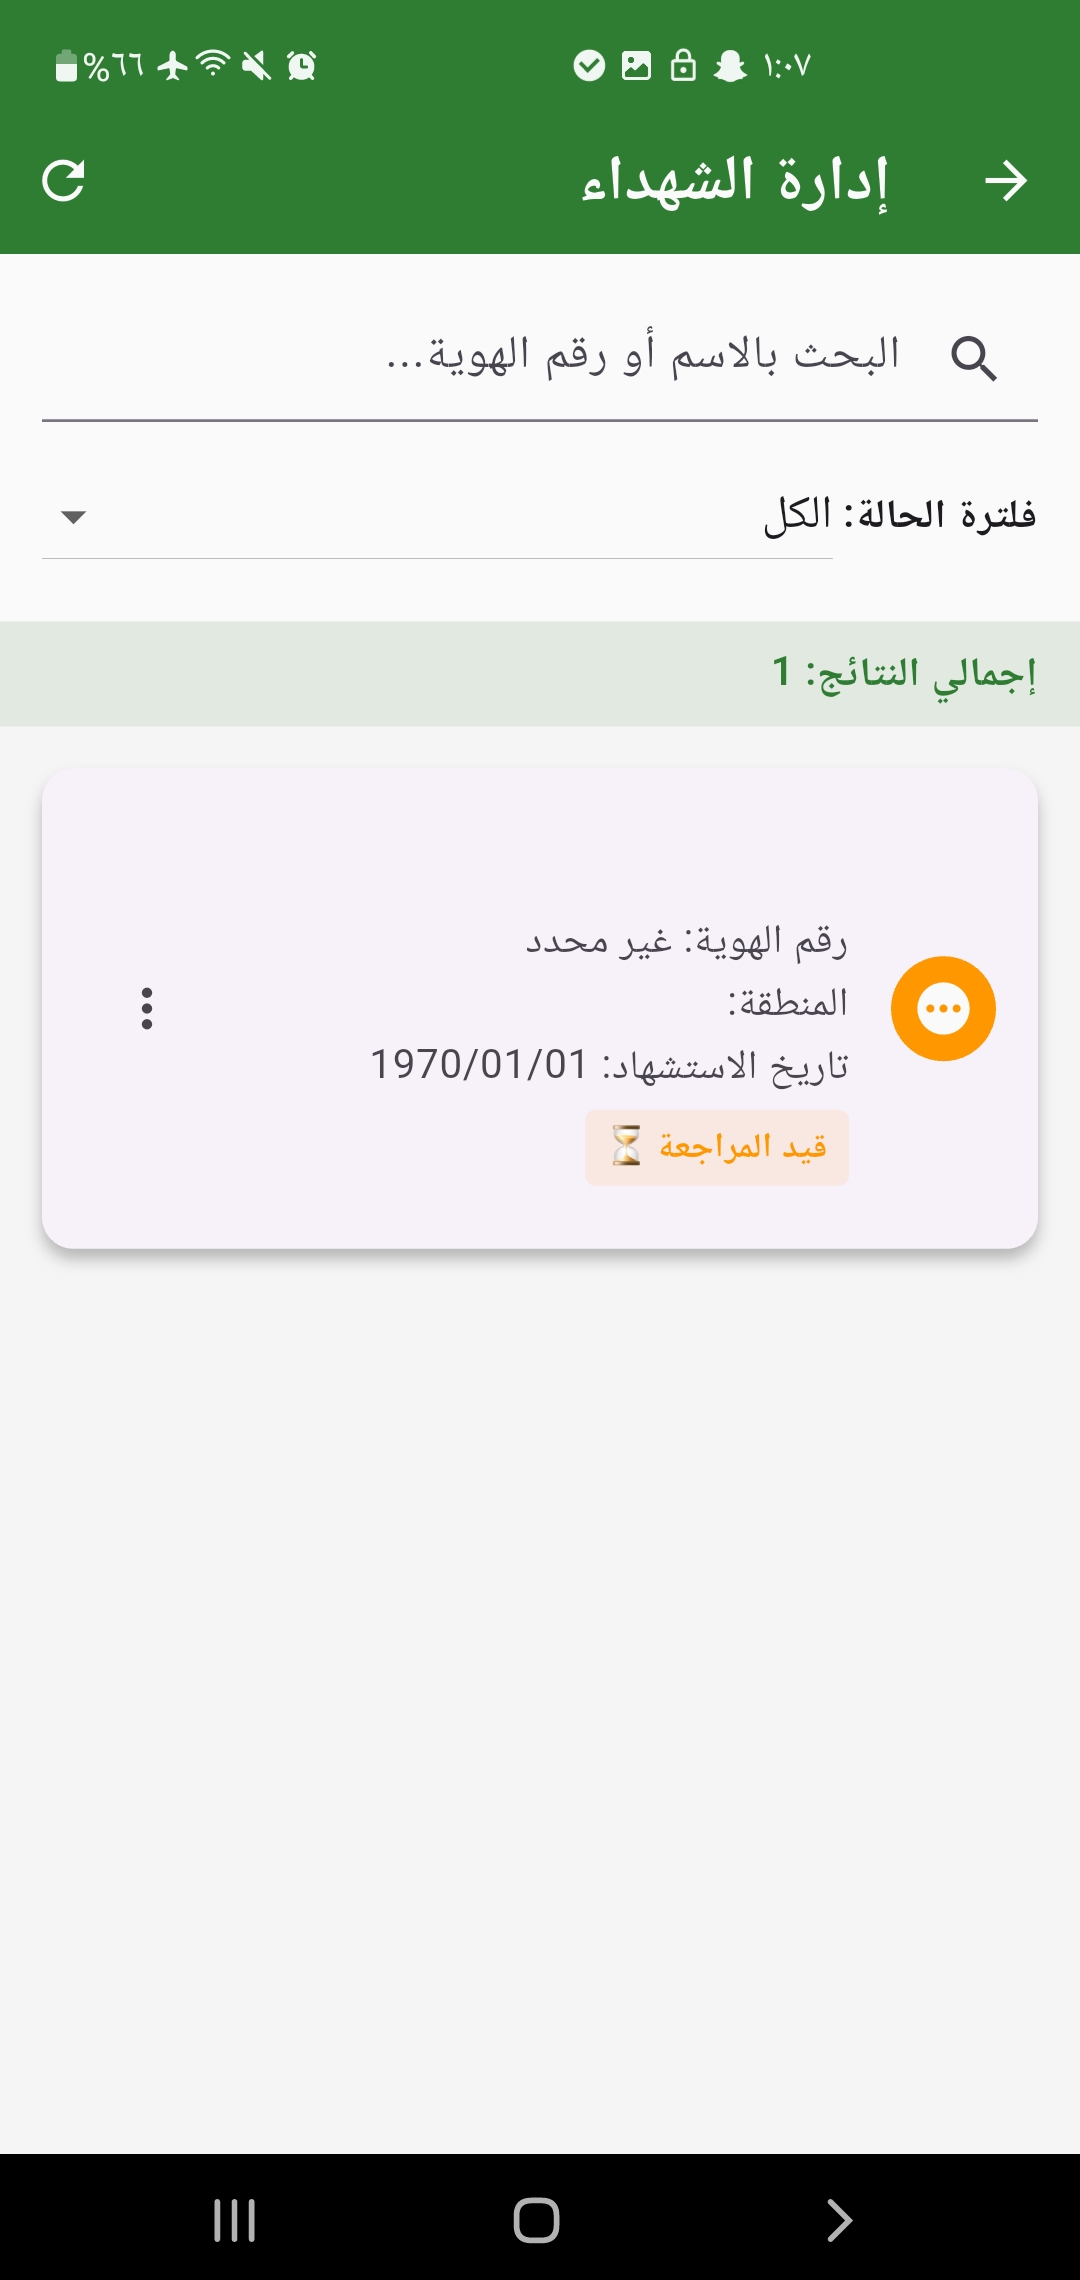 ١:٠٧
%٦٦
إدارة الشهداء
البحث بالاسم أو رقم الهوية...
فلترة الحالة: الكل
إجمالي النتائج: 1
رقم الهوية: غير محدد
المنطقة:
تاريخ الاستشهاد: 1970/01/01
قيد المراجعة ⏳